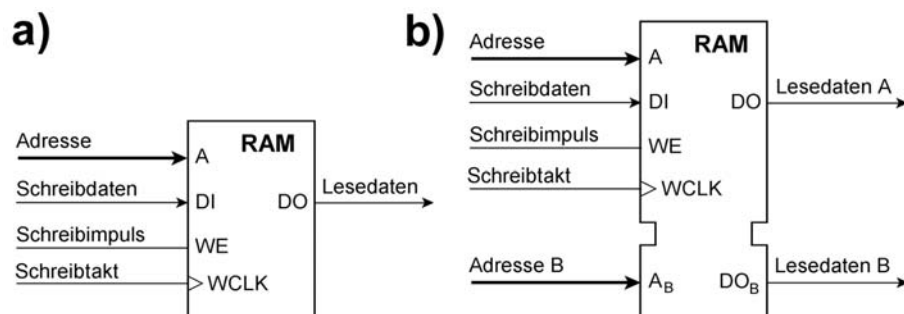 a)
Adresse
Schreibdaten
Schreibimpuls
Schreibtakt
RAM
A
DI DO
WE
WCLK
Lesedaten
b)
Adresse
Schreibdaten
Schreibimpuls
Schreibtakt
Adresse B
RAM
A
DI DO
WE
WCLK
A_B DO_B
Lesedaten A
Lesedaten B